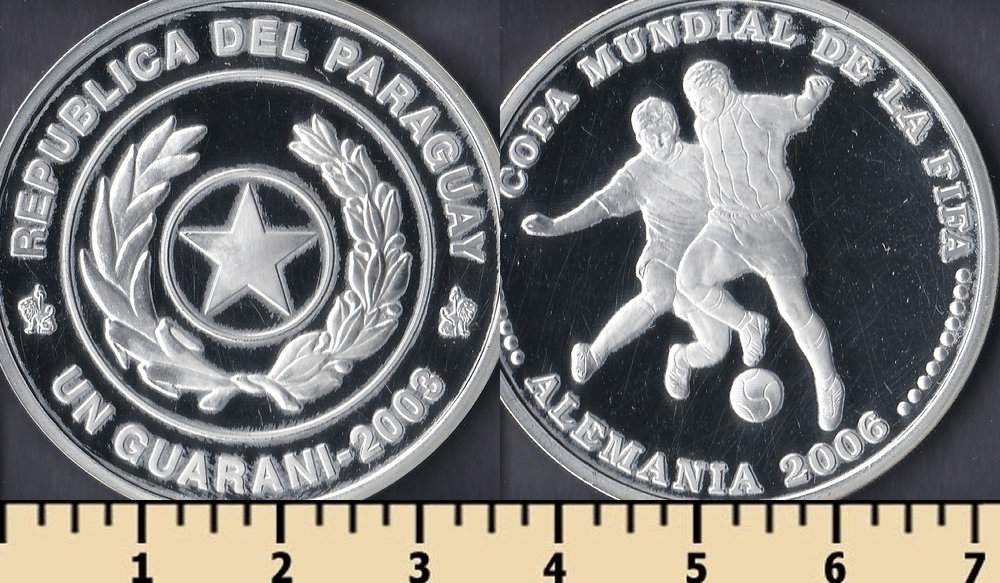 REPUBLICA DEL PARAGUAY
UN GUARANI-2003
COPA MUNDIAL DE LA FIFA
ALEMANIA 2006
1 2 3 4 5 6 7